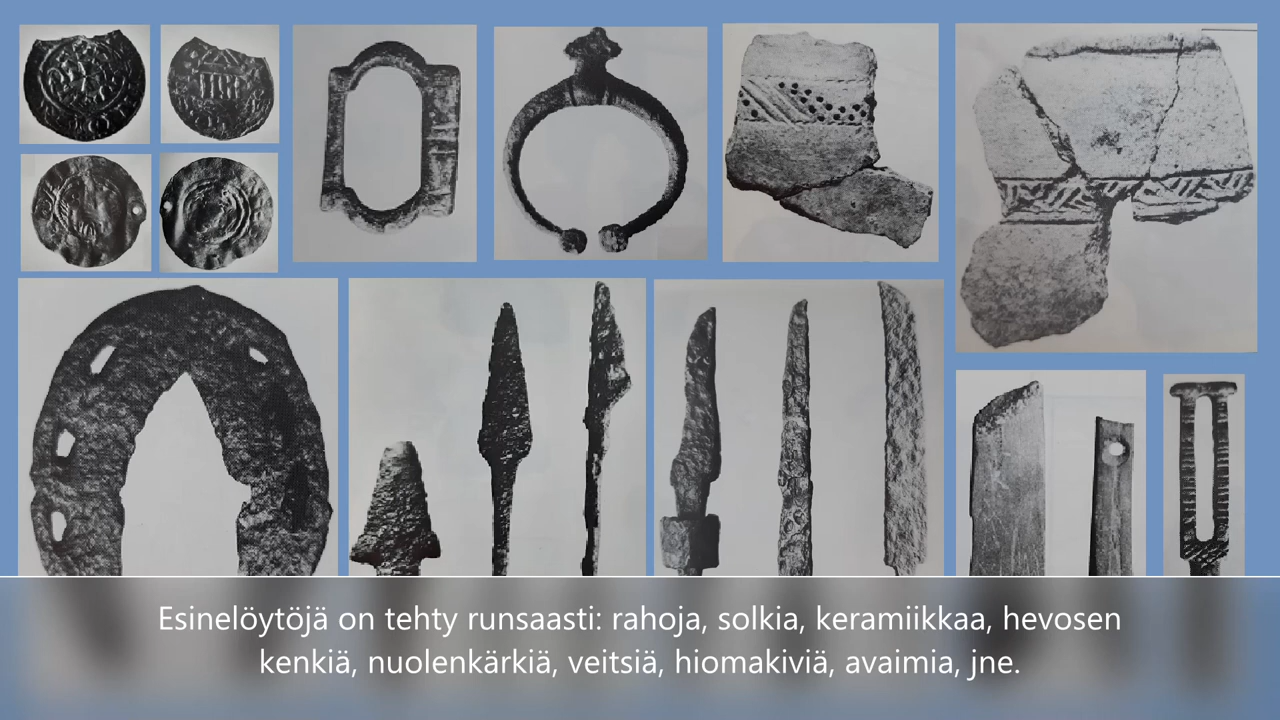 Esinelöytöjä on tehty runsaasti: rahoja, solkia, keramiikkaa, hevosen
kenkiä, nuolenkärkiä, veitsiä, hiomakiviä, avaimia, jne.